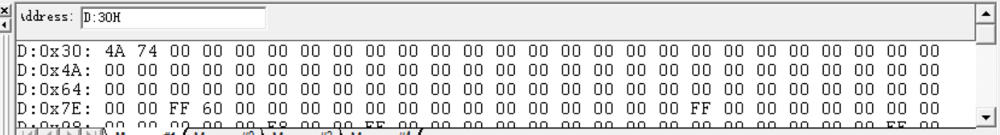 Address: D:30H
D:0x30: 4A 74 00 00 00 00 00 00 00 00 00 00 00 00 00 00 00 00 00 00 00 00 00 00 00 00
D:0x4A: 00 00 00 00 00 00 00 00 00 00 00 00 00 00 00 00 00 00 00 00 00 00 00 00 00 00
D:0x64: 00 00 00 00 00 00 00 00 00 00 00 00 00 00 00 00 00 00 00 00 00 00 00 00 00 00
D:0x7E: 00 00 FF 60 00 00 00 00 00 00 00 00 00 00 00 00 00 00 FF 00 00 00 00 00 00 00